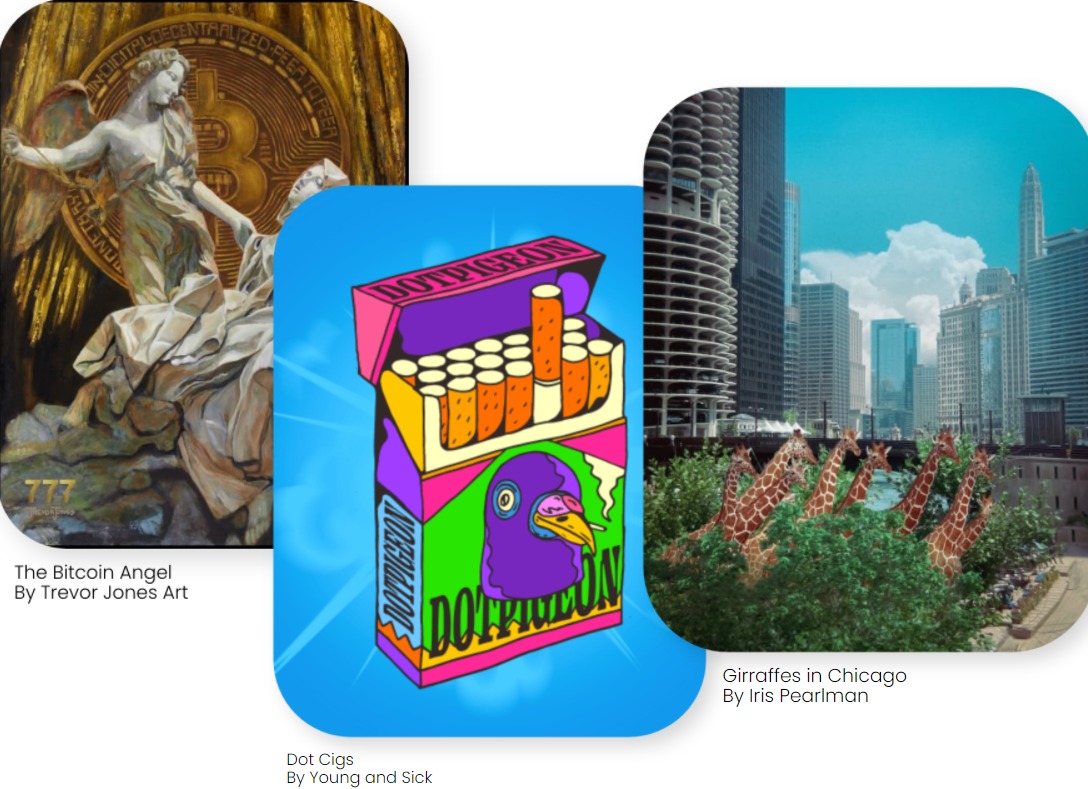 IN·DIGITAL·DECENTRALIZED·PEER TO PEER
777
The Bitcoin Angel
By Trevor Jones Art
DOTPIGEON
DOTPIGEON
DOTPIGEON
Dot Cigs
By Young and Sick
Girraffes in Chicago
By Iris Pearlman